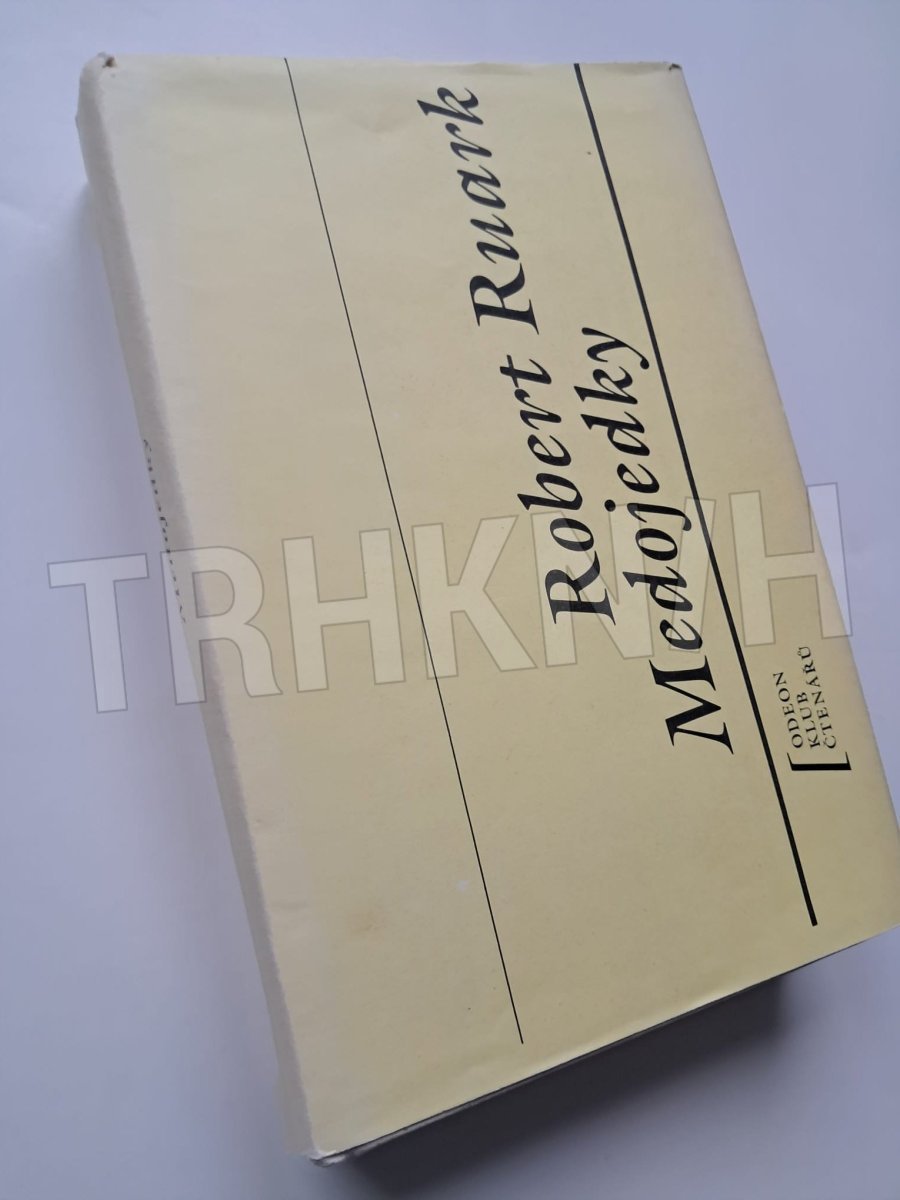 Robert Ruark
Medojedky
ODEON
KLUB
ČTENÁŘŮ
TRHKNIH